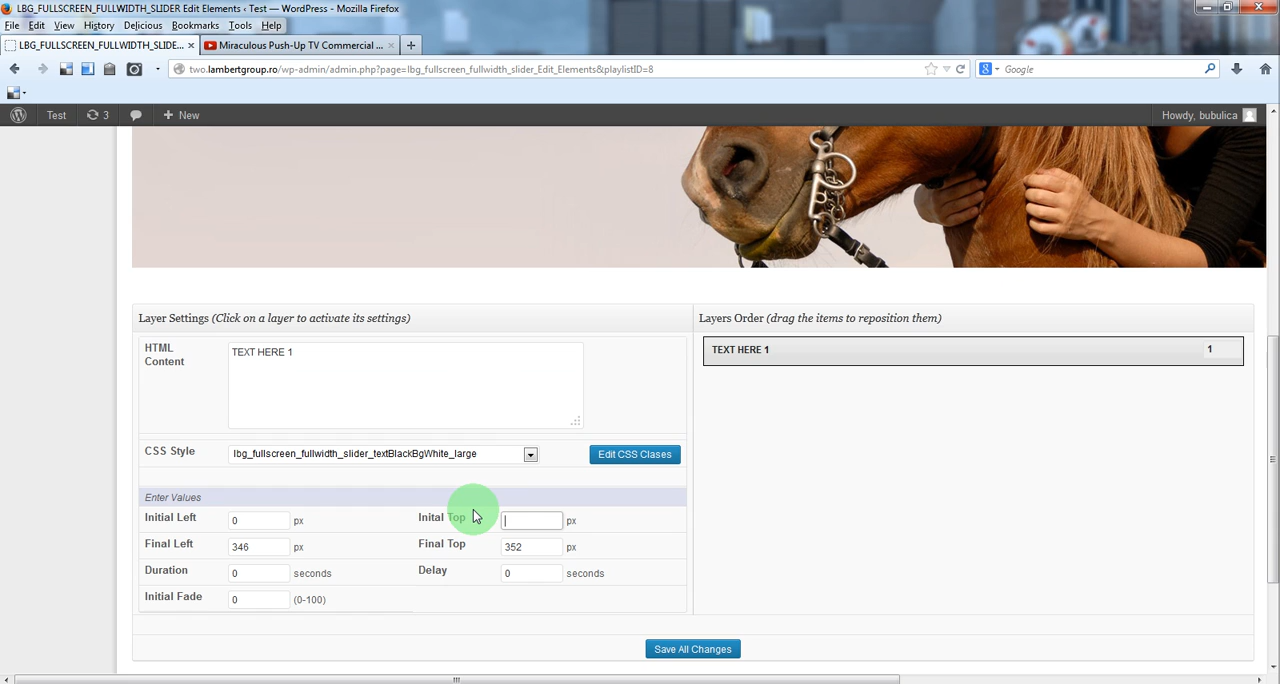 LBG_FULLSCREEN_FULLWIDTH_SLIDER Edit Elements ‹ Test — WordPress - Mozilla Firefox
File Edit View History Delicious Bookmarks Tools Help
LBG_FULLSCREEN_FULLWIDTH_SLIDE... × Miraculous Push-Up TV Commercial ... × +
two.lambertgroup.ro/wp-admin/admin.php?page=lbg_fullscreen_fullwidth_slider_Edit_Elements&playlistID=8 Google
Test 3 + New Howdy, bubulica
Layer Settings (Click on a layer to activate its settings) Layers Order (drag the items to reposition them)
HTML Content TEXT HERE 1 TEXT HERE 1 1
CSS Style lbg_fullscreen_fullwidth_slider_textBlackBgWhite_large Edit CSS Clases
Enter Values
Initial Left 0 px Inital Top px
Final Left 346 px Final Top 352 px
Duration 0 seconds Delay 0 seconds
Initial Fade 0 (0-100)
Save All Changes